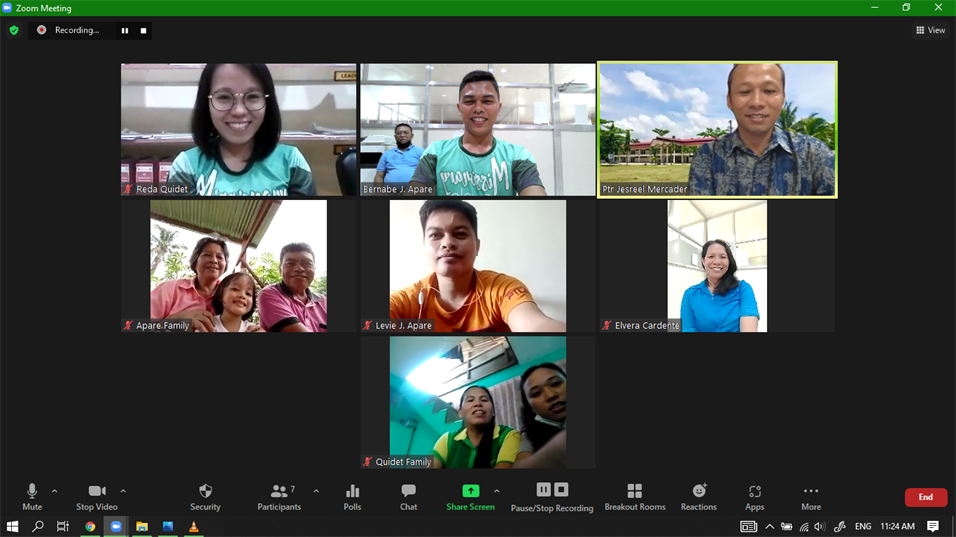 Zoom Meeting
Recording...
View
Reda Quidet
Bernabe J. Apare
Ptr Jesreel Mercader
Apare Family
Levie J. Apare
Elvera Cardente
Quidet Family
Mute
Stop Video
Security
Participants
7
Polls
Chat
Share Screen
Pause/Stop Recording
Breakout Rooms
Reactions
Apps
More
End
ENG
11:24 AM